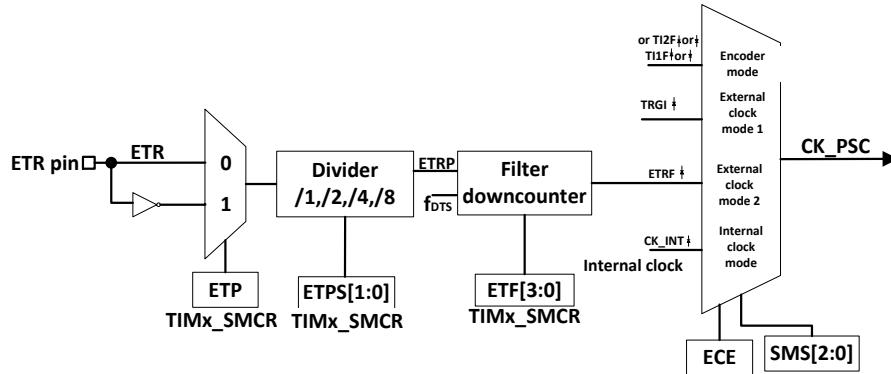 or TI2F or
TI1F or
Encoder
mode
TRGI
External
clock
mode 1
CK_PSC
ETR pin
ETR
0
1
Divider
/1,/2,/4,/8
ETRP
fDTS
Filter
downcounter
ETRF
External
clock
mode 2
CK_INT
Internal clock
Internal
clock
mode
ETP
TIMx_SMCR
ETPS[1:0]
TIMx_SMCR
ETF[3:0]
TIMx_SMCR
ECE
SMS[2:0]